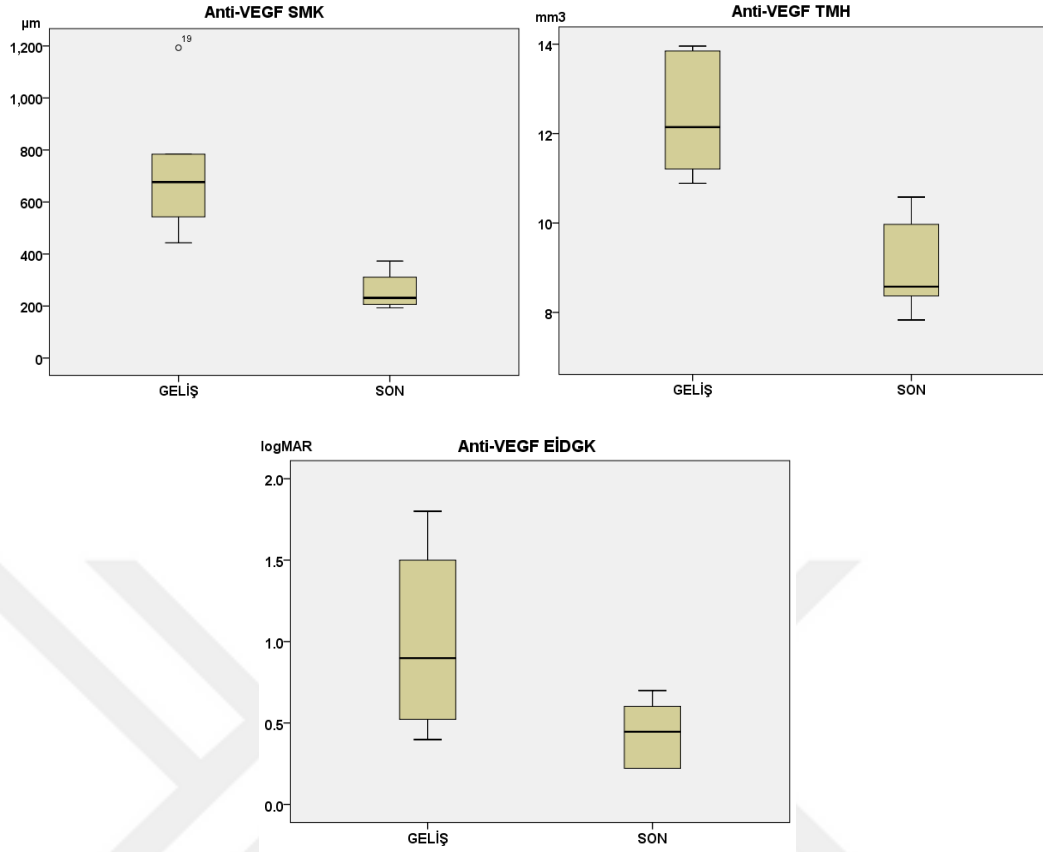 Anti-VEGF SMK
µm
1,200
1,000
800
600
400
200
0
19
GELİŞ SON
Anti-VEGF TMH
mm3
14
12
10
8
GELİŞ SON
Anti-VEGF EİDGK
logMAR
2.0
1.5
1.0
0.5
0.0
GELİŞ SON